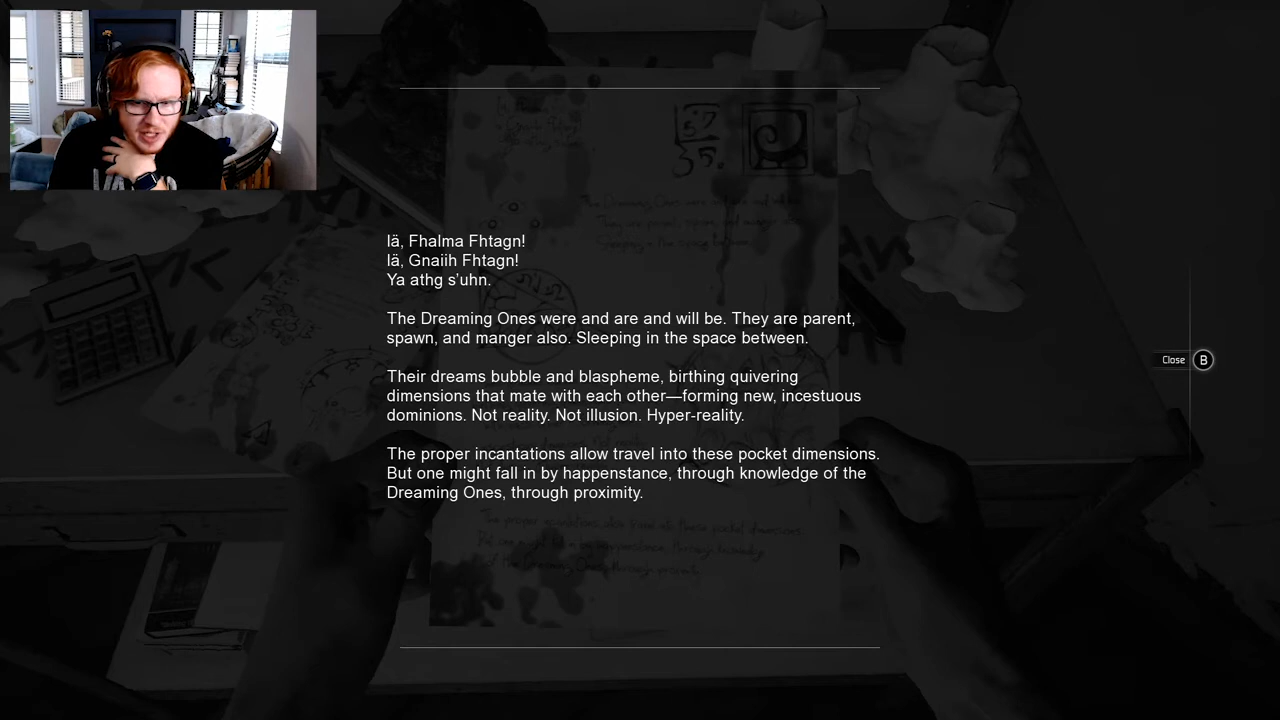 Iä, Fhalma Fhtagn!
Iä, Gnaiih Fhtagn!
Ya athg s’uhn.
The Dreaming Ones were and are and will be. They are parent,
spawn, and manger also. Sleeping in the space between.
Their dreams bubble and blaspheme, birthing quivering
dimensions that mate with each other—forming new, incestuous
dominions. Not reality. Not illusion. Hyper-reality.
The proper incantations allow travel into these pocket dimensions.
But one might fall in by happenstance, through knowledge of the
Dreaming Ones, through proximity.
Close B